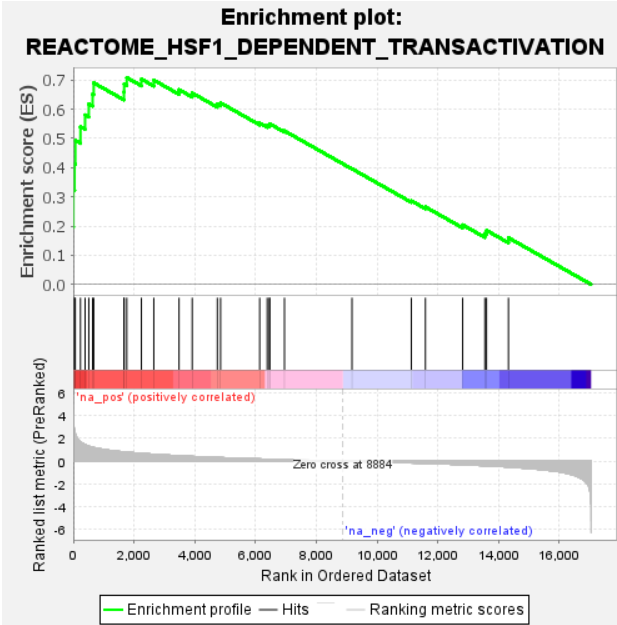 Enrichment plot:
REACTOME_HSF1_DEPENDENT_TRANSACTIVATION
Enrichment score (ES)
0.7
0.6
0.5
0.4
0.3
0.2
0.1
0.0
'na_pos' (positively correlated)
Ranked list metric (PreRanked)
6
4
2
0
-2
-4
-6
Zero cross at 8884
'na_neg' (negatively correlated)
0 2,000 4,000 6,000 8,000 10,000 12,000 14,000 16,000
Rank in Ordered Dataset
Enrichment profile Hits Ranking metric scores